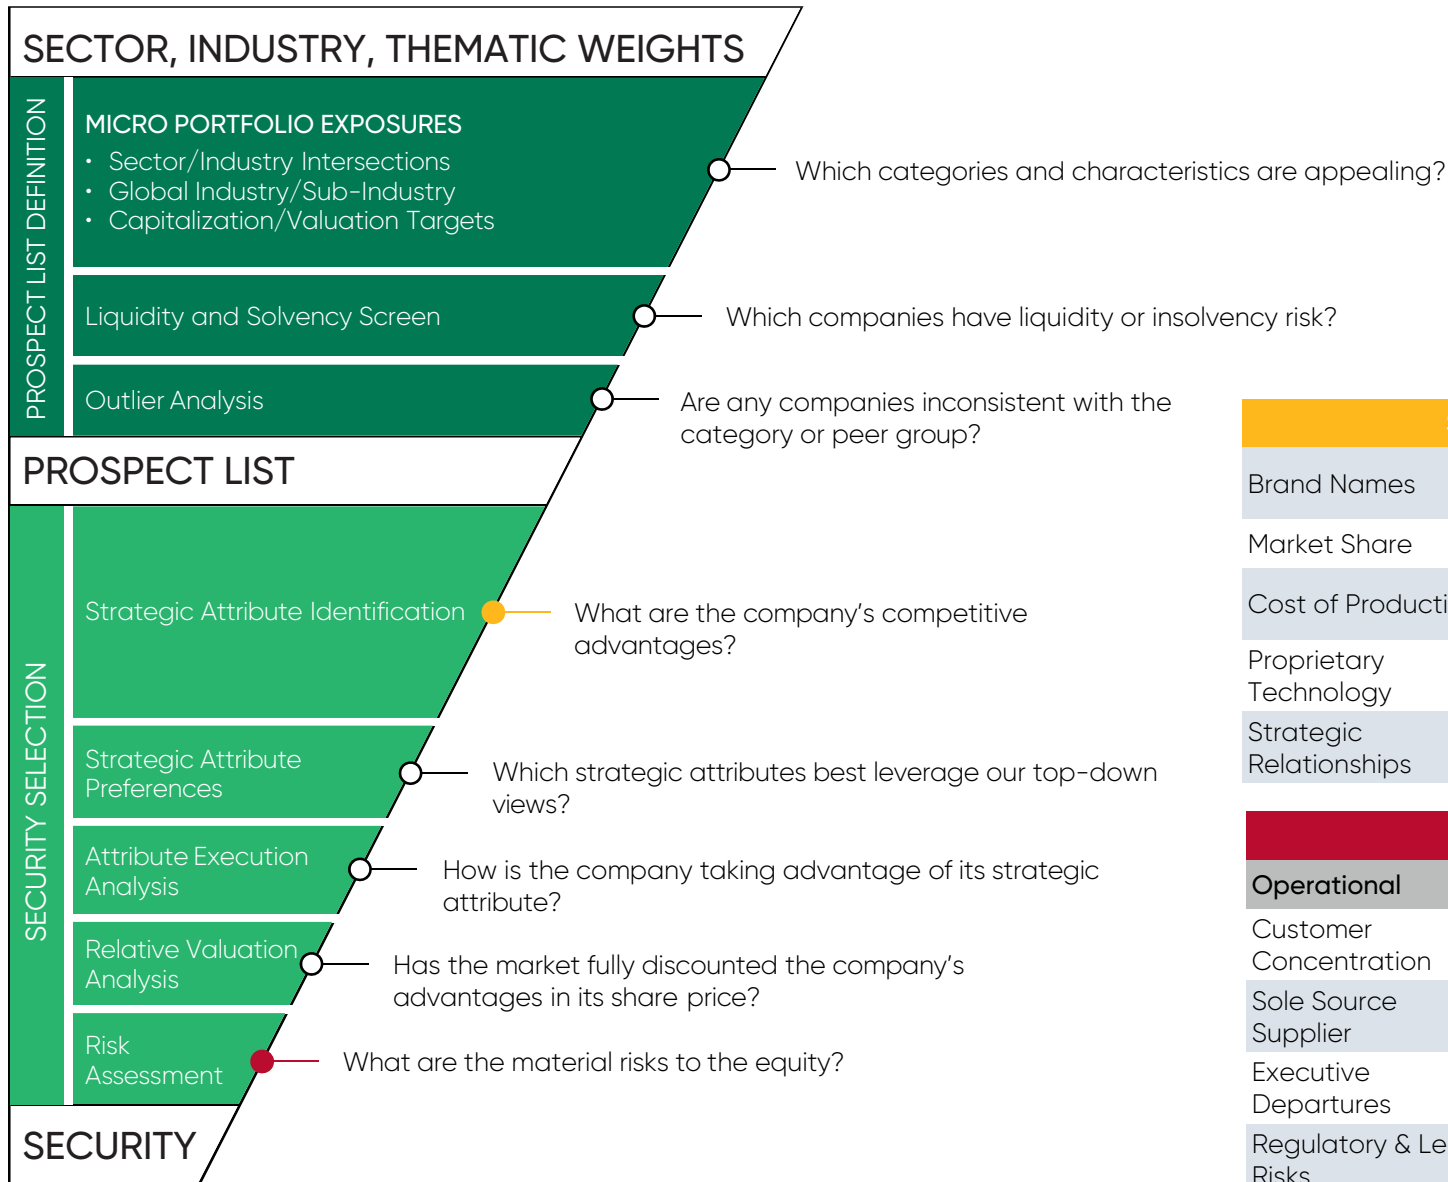 SECTOR, INDUSTRY, THEMATIC WEIGHTS
PROSPECT LIST DEFINITION
MICRO PORTFOLIO EXPOSURES
• Sector/Industry Intersections
• Global Industry/Sub-Industry
• Capitalization/Valuation Targets
Which categories and characteristics are appealing?
Liquidity and Solvency Screen
Which companies have liquidity or insolvency risk?
Outlier Analysis
Are any companies inconsistent with the
category or peer group?
PROSPECT LIST
SECURITY SELECTION
Strategic Attribute Identification
What are the company's competitive
advantages?
Strategic Attribute
Preferences
Which strategic attributes best leverage our top-down
views?
Attribute Execution
Analysis
How is the company taking advantage of its strategic
attribute?
Relative Valuation
Analysis
Has the market fully discounted the company's
advantages in its share price?
Risk
Assessment
What are the material risks to the equity?
SECURITY
Brand Names
Market Share
Cost of Producti
Proprietary
Technology
Strategic
Relationships
Operational
Customer
Concentration
Sole Source
Supplier
Executive
Departures
Regulatory & Le
Risks